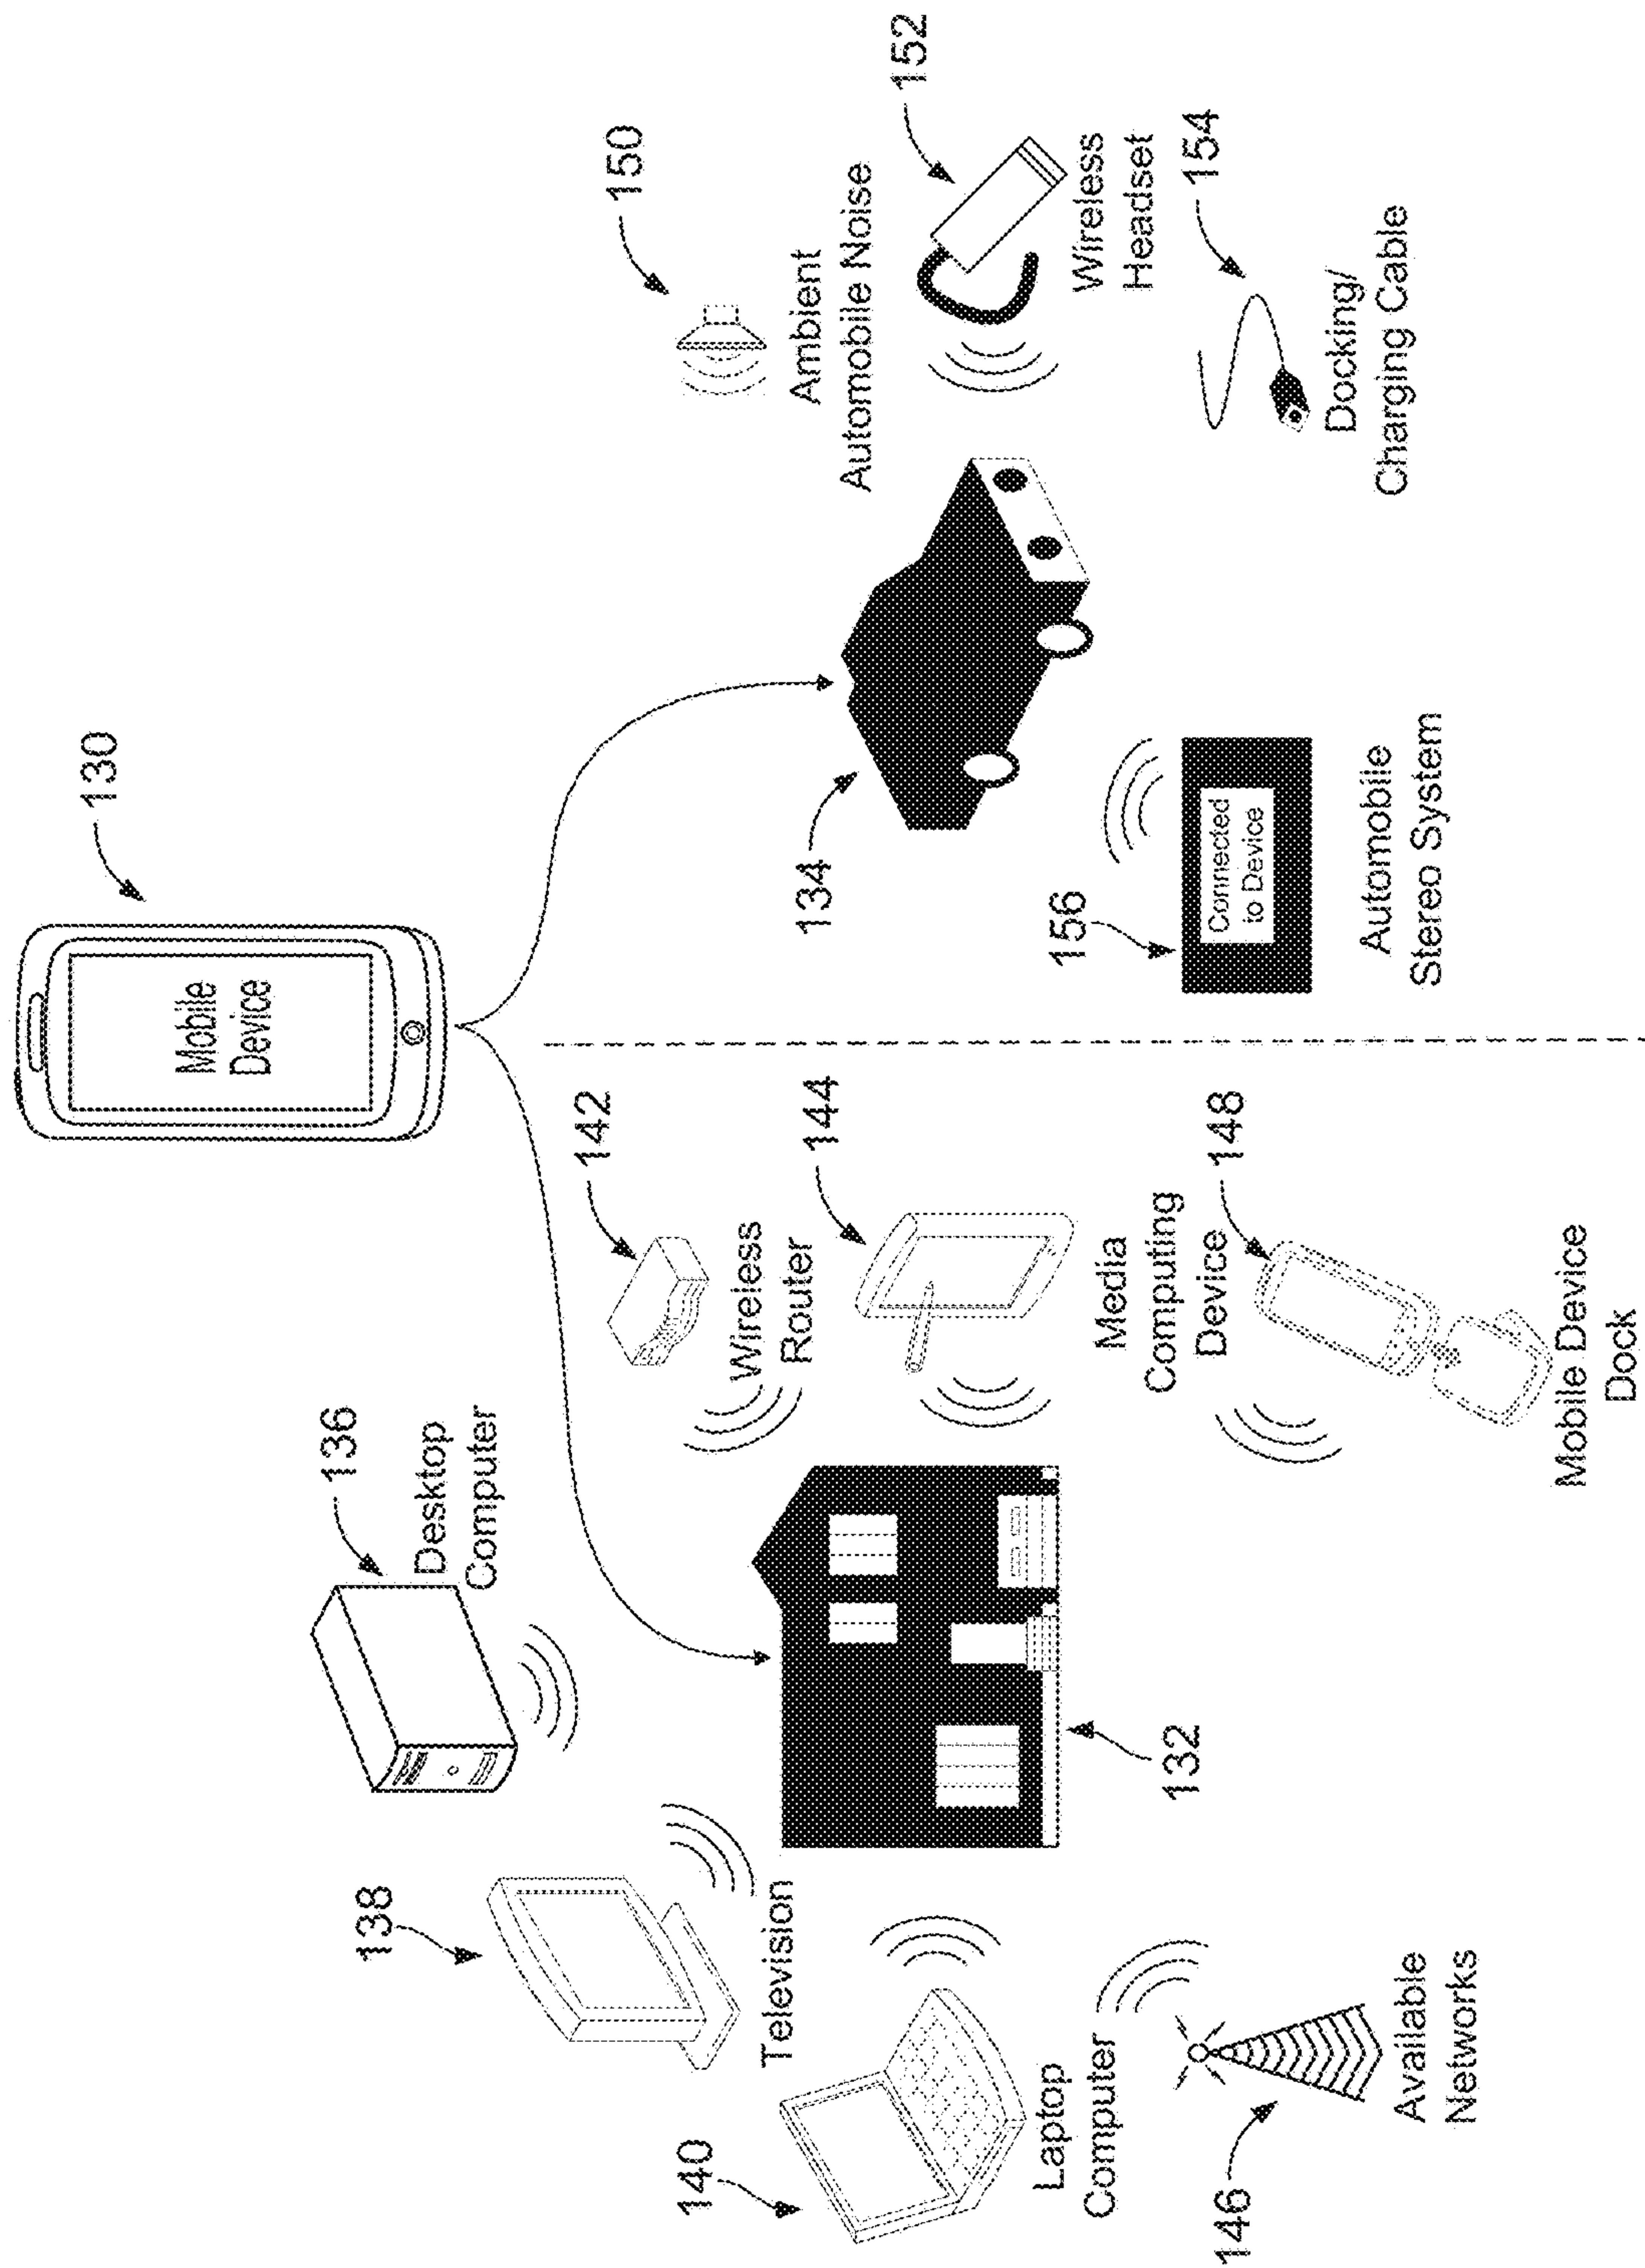 130
Mobile
Device
136
Desktop
Computer
138
Television
140
Laptop
Computer
146
Available
Networks
132
142
Wireless
Router
144
Media
Computing
Device
148
Mobile Device
Dock
134
150
Ambient
Automobile Noise
152
Wireless
Headset
154
Docking/
Charging Cable
156
Connected
to Device
Automobile
Stereo System